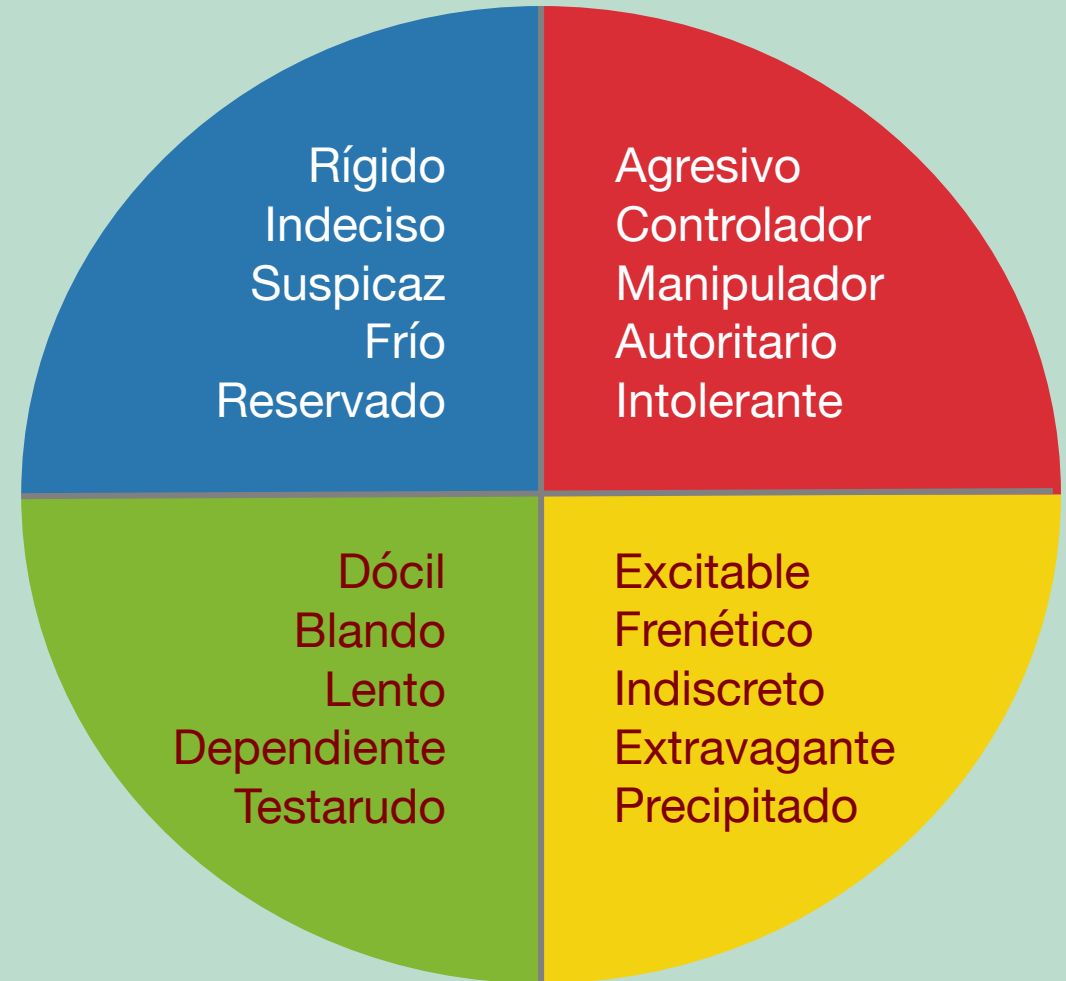 Rígido
Indeciso
Suspicaz
Frío
Reservado
Agresivo
Controlador
Manipulador
Autoritario
Intolerante
Dócil
Blando
Lento
Dependiente
Testarudo
Excitable
Frenético
Indiscreto
Extravagante
Precipitado